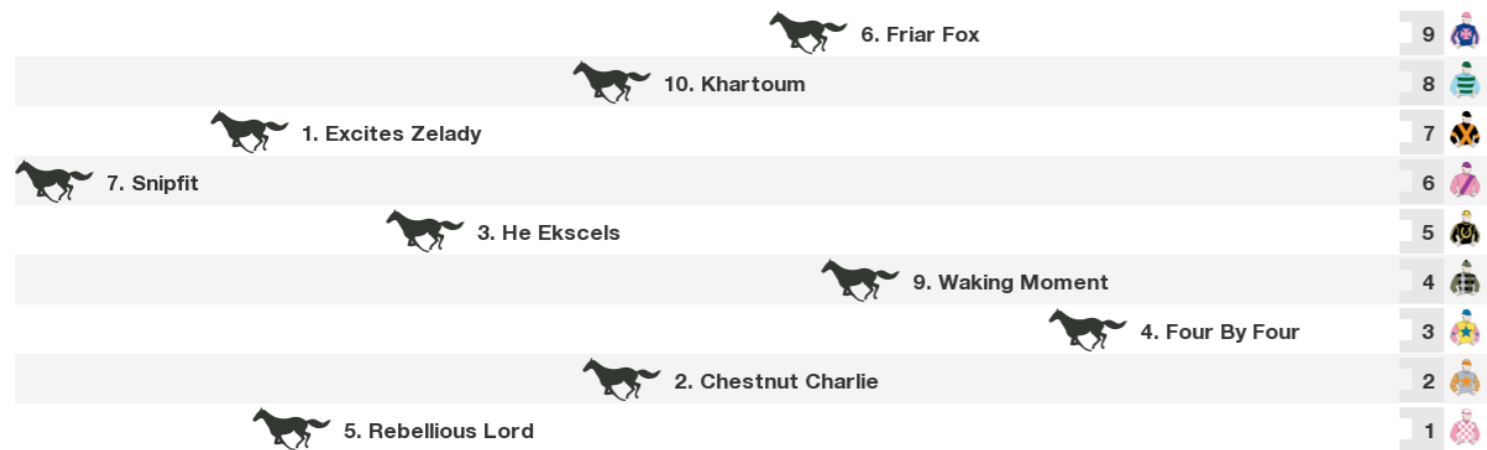 6. Friar Fox 9
10. Khartoum 8
1. Excites Zelady 7
7. Snipfit 6
3. He Ekscels 5
9. Waking Moment 4
4. Four By Four 3
2. Chestnut Charlie 2
5. Rebellious Lord 1